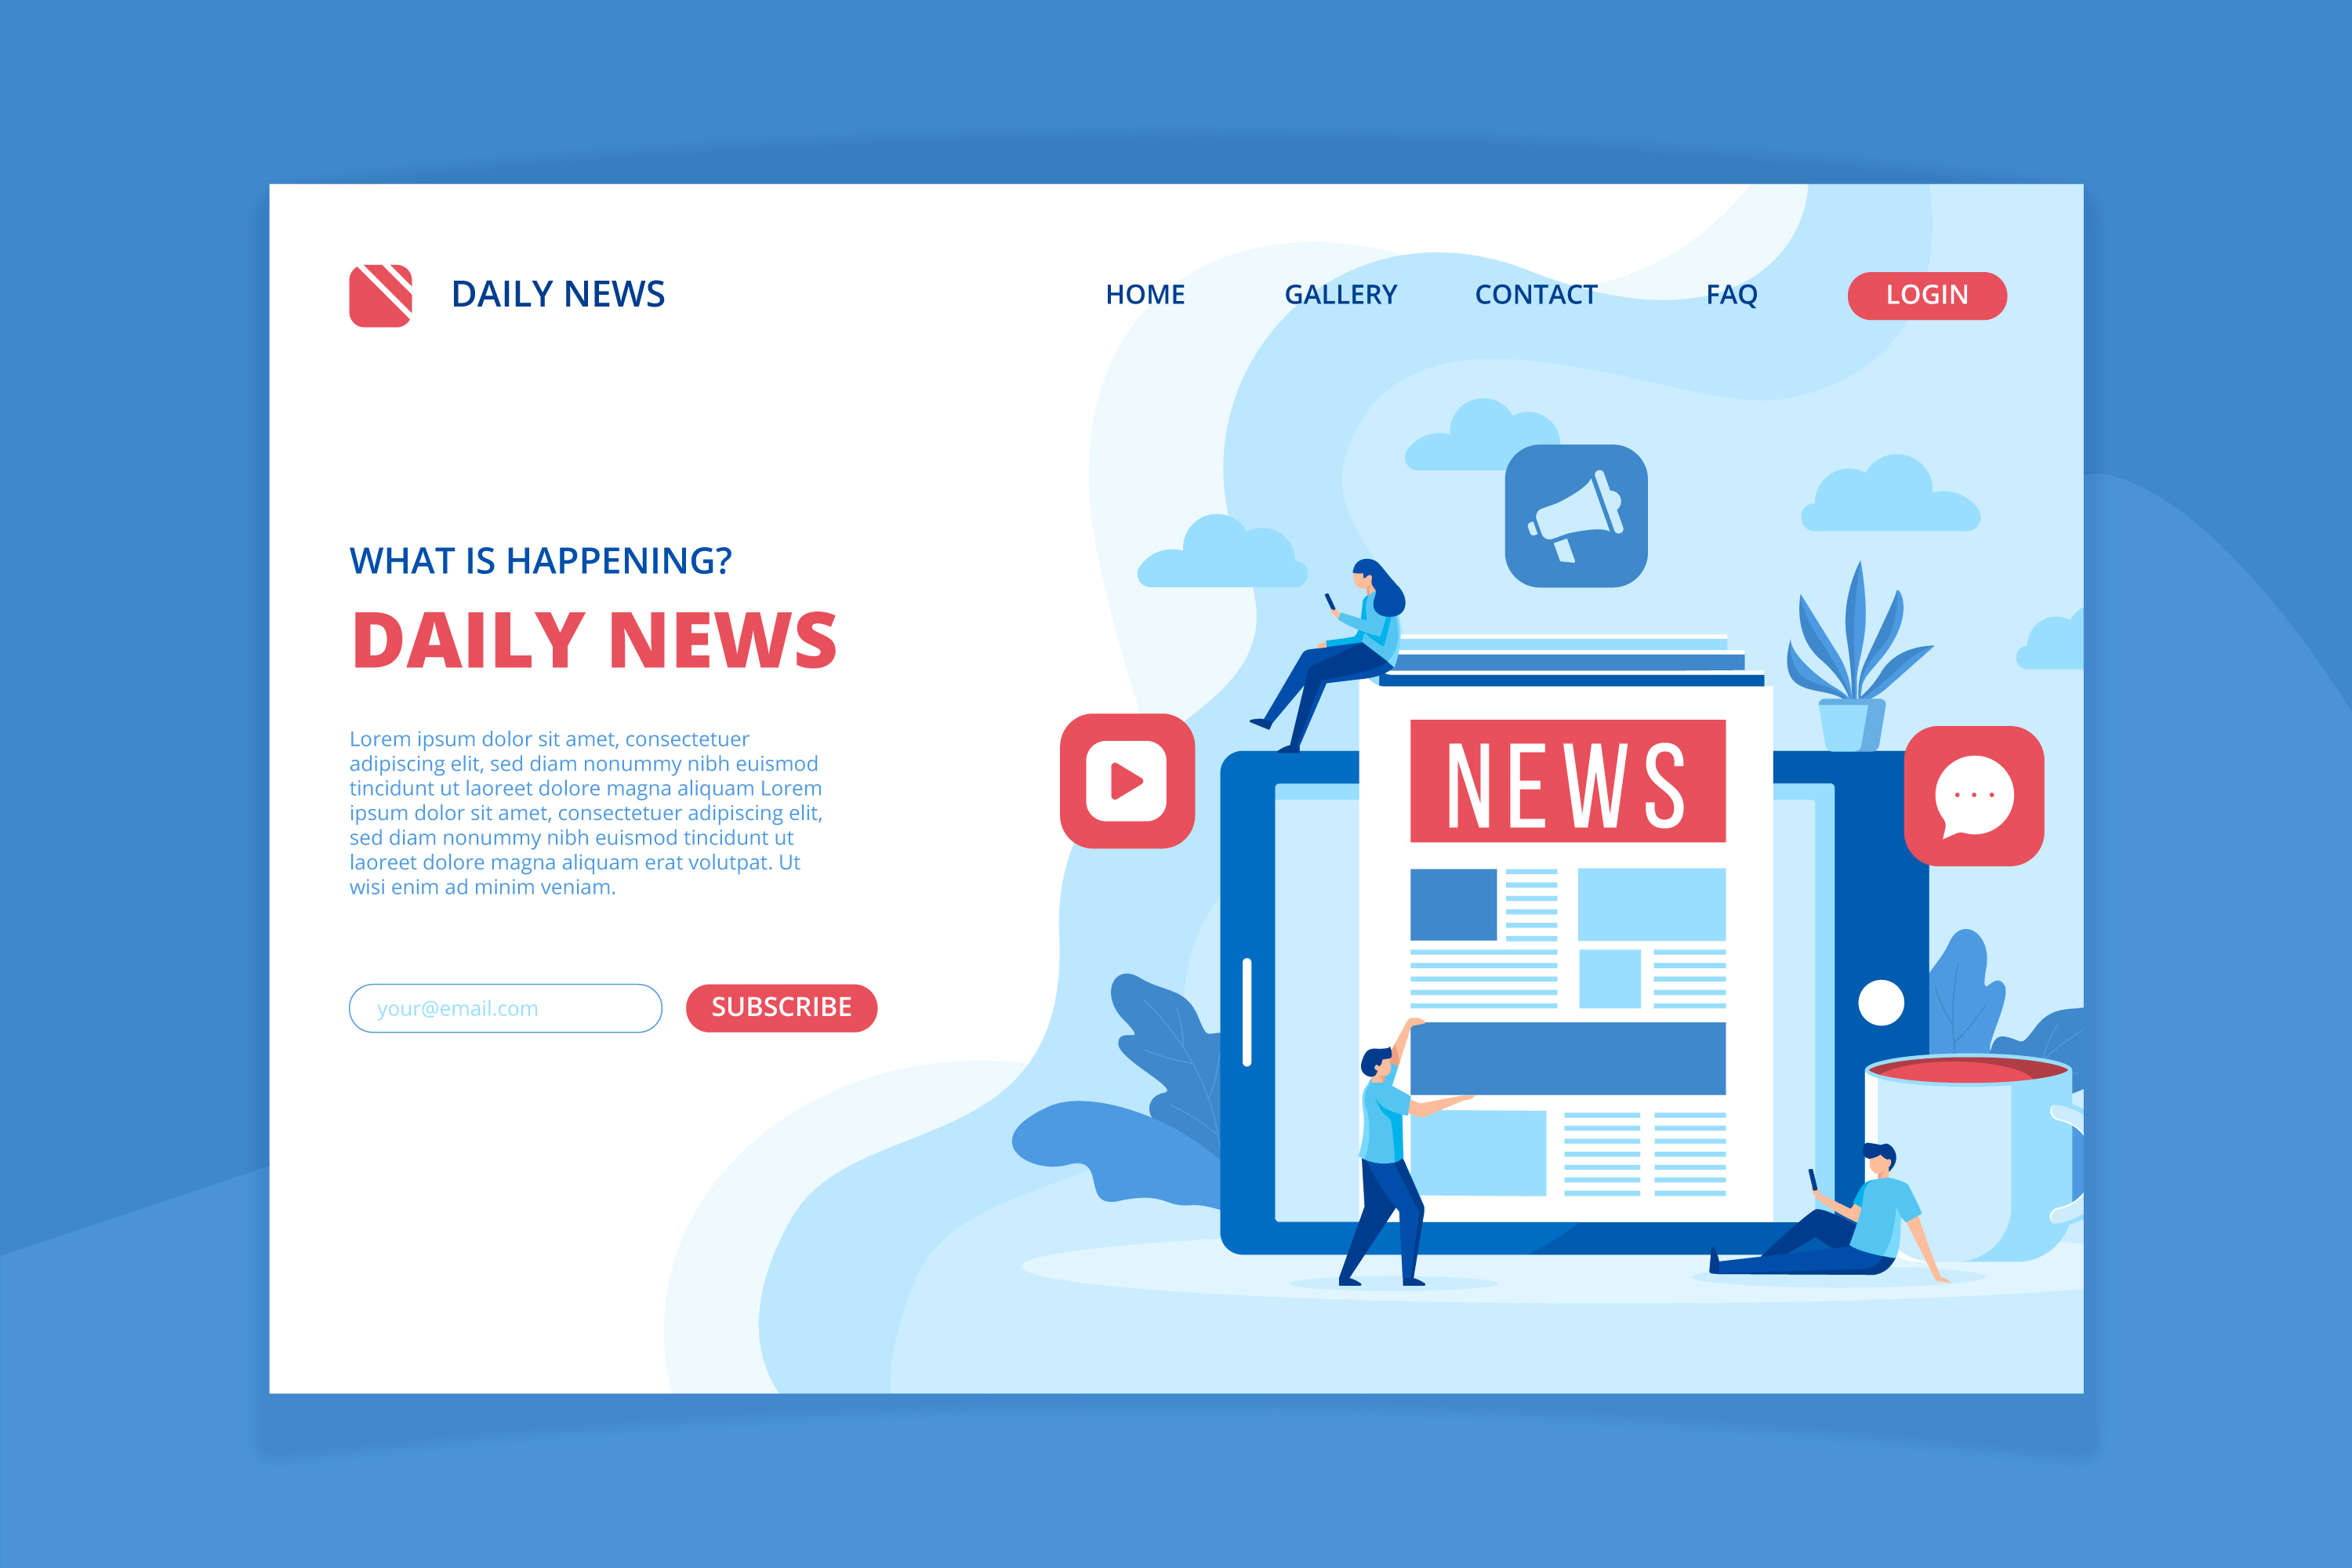 DAILY NEWS
HOME
GALLERY
CONTACT
FAQ
LOGIN
WHAT IS HAPPENING?
DAILY NEWS
Lorem ipsum dolor sit amet, consectetuer
adipiscing elit, sed diam nonummy nibh euismod
tincidunt ut laoreet dolore magna aliquam Lorem
ipsum dolor sit amet, consectetuer adipiscing elit,
sed diam nonummy nibh euismod tincidunt ut
laoreet dolore magna aliquam erat volutpat. Ut
wisi enim ad minim veniam.
your@email.com
SUBSCRIBE
NEWS